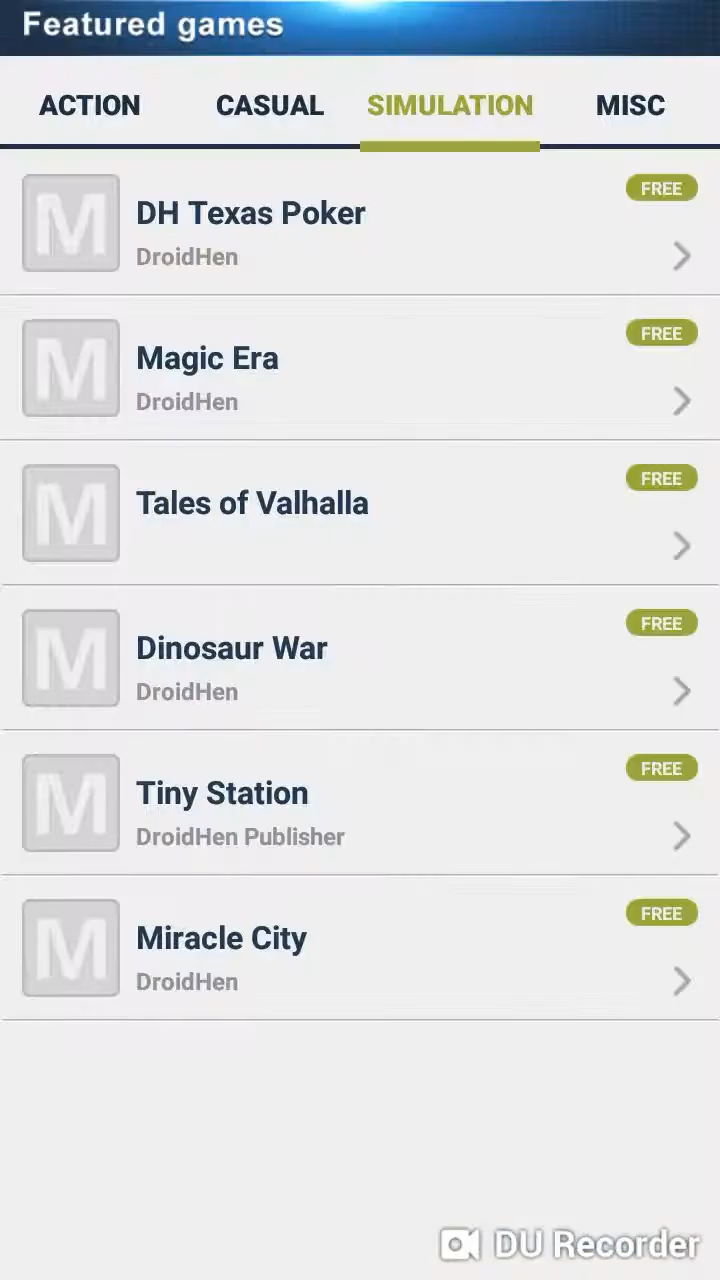 Featured games
ACTION CASUAL SIMULATION MISC
M DH Texas Poker FREE
DroidHen
M Magic Era FREE
DroidHen
M Tales of Valhalla FREE
M Dinosaur War FREE
DroidHen
M Tiny Station FREE
DroidHen Publisher
M Miracle City FREE
DroidHen
DU Recorder